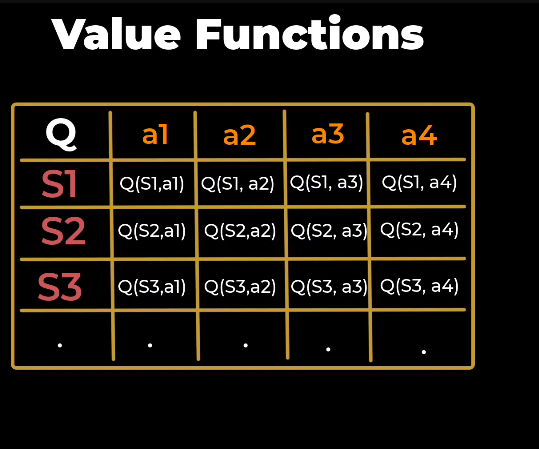 Value Functions
Q a1 a2 a3 a4
S1 Q(S1,a1) Q(S1, a2) Q(S1, a3) Q(S1, a4)
S2 Q(S2,a1) Q(S2,a2) Q(S2, a3) Q(S2, a4)
S3 Q(S3,a1) Q(S3,a2) Q(S3, a3) Q(S3, a4)
. . . . .